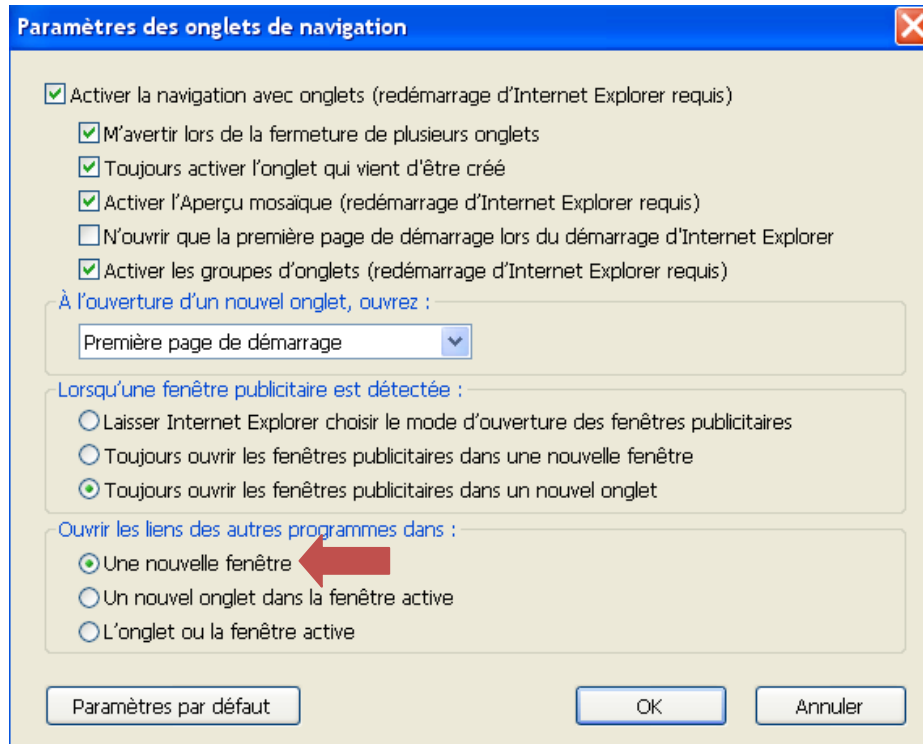 Paramètres des onglets de navigation
Activer la navigation avec onglets (redémarrage d'Internet Explorer requis)
M'avertir lors de la fermeture de plusieurs onglets
Toujours activer l'onglet qui vient d'être créé
Activer l'Aperçu mosaïque (redémarrage d'Internet Explorer requis)
N'ouvrir que la première page de démarrage lors du démarrage d'Internet Explorer
Activer les groupes d'onglets (redémarrage d'Internet Explorer requis)
À l'ouverture d'un nouvel onglet, ouvrez :
Première page de démarrage
Lorsqu'une fenêtre publicitaire est détectée :
Laisser Internet Explorer choisir le mode d'ouverture des fenêtres publicitaires
Toujours ouvrir les fenêtres publicitaires dans une nouvelle fenêtre
Toujours ouvrir les fenêtres publicitaires dans un nouvel onglet
Ouvrir les liens des autres programmes dans :
Une nouvelle fenêtre
Un nouvel onglet dans la fenêtre active
L'onglet ou la fenêtre active
Paramètres par défaut
OK
Annuler